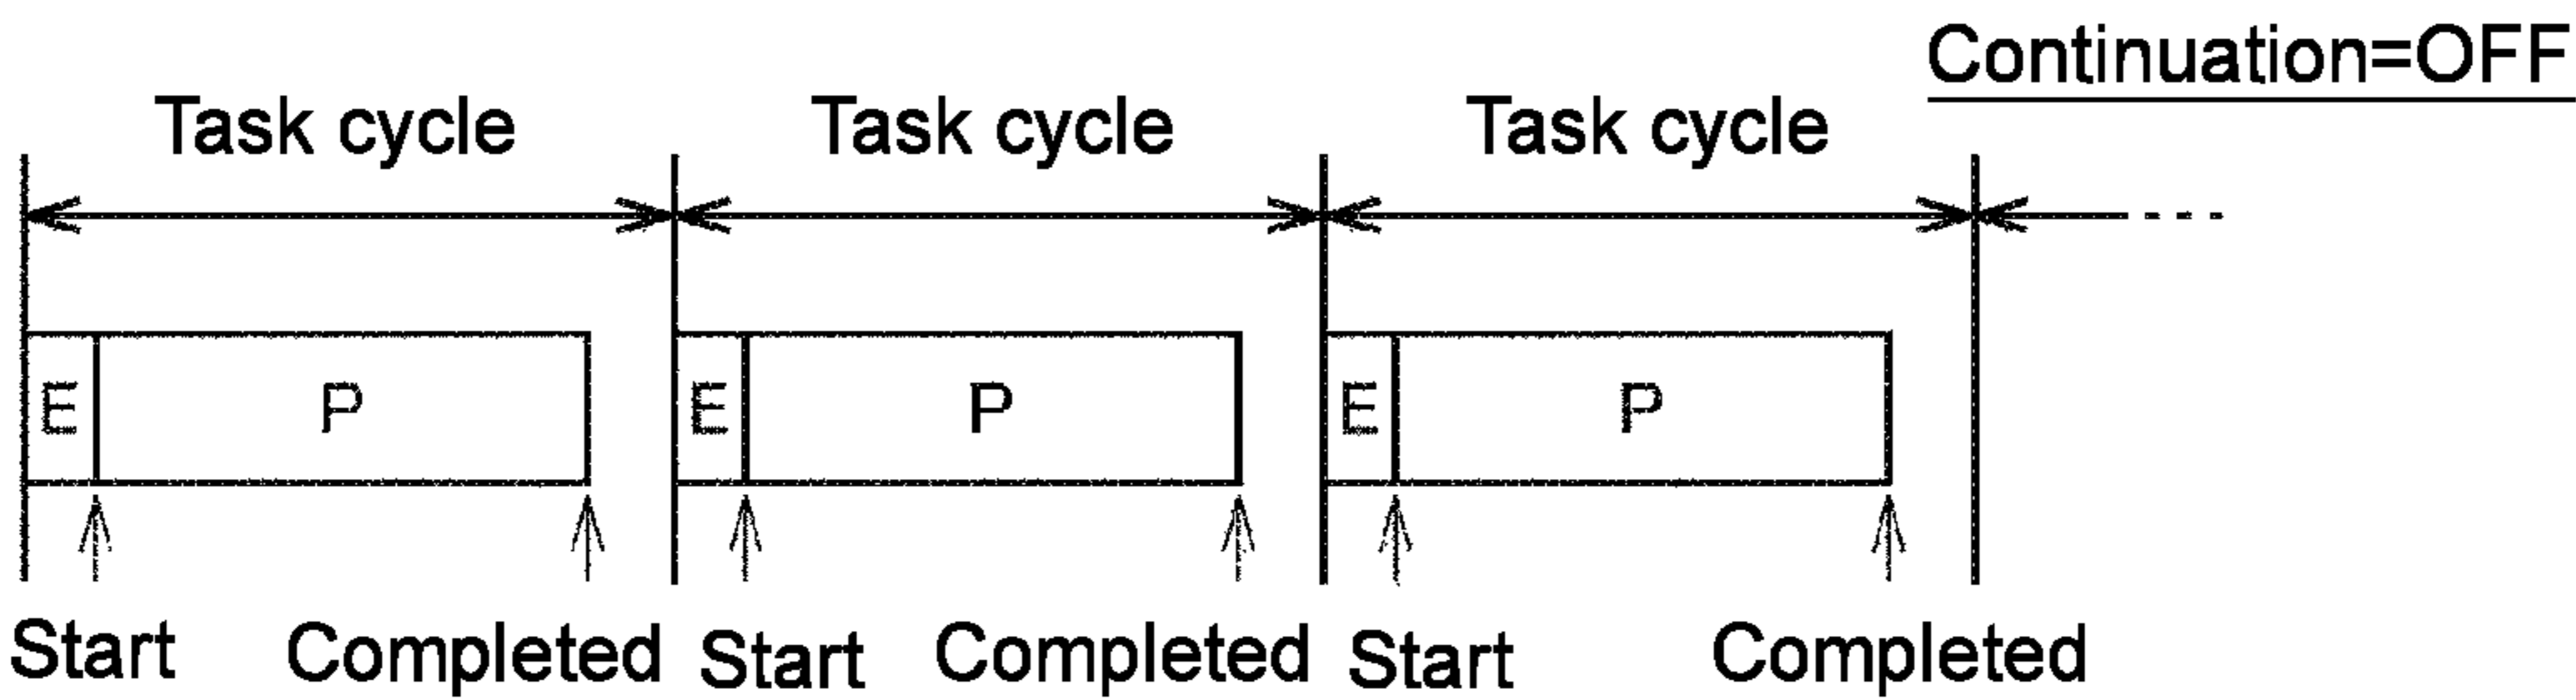 Continuation=OFF
Task cycle Task cycle Task cycle
E P E P E P
Start Completed Start Completed Start Completed